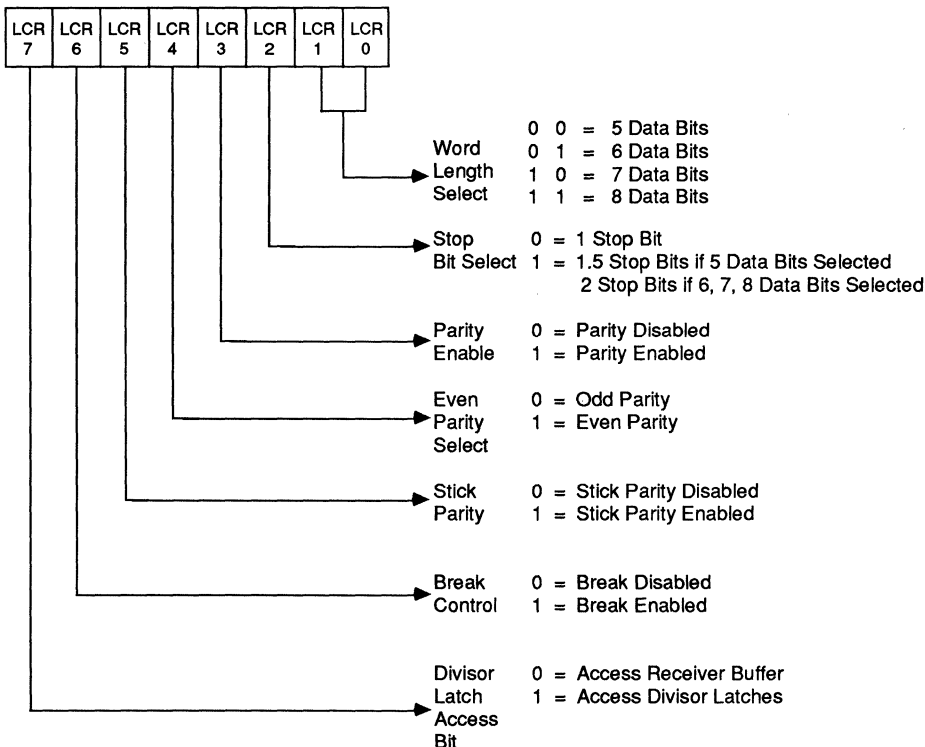 LCR LCR LCR LCR LCR LCR LCR LCR
7 6 5 4 3 2 1 0
Word Length Select
0 0 = 5 Data Bits
0 1 = 6 Data Bits
1 0 = 7 Data Bits
1 1 = 8 Data Bits
Stop Bit Select
0 = 1 Stop Bit
1 = 1.5 Stop Bits if 5 Data Bits Selected
2 Stop Bits if 6, 7, 8 Data Bits Selected
Parity Enable
0 = Parity Disabled
1 = Parity Enabled
Even Parity Select
0 = Odd Parity
1 = Even Parity
Stick Parity
0 = Stick Parity Disabled
1 = Stick Parity Enabled
Break Control
0 = Break Disabled
1 = Break Enabled
Divisor Latch Access Bit
0 = Access Receiver Buffer
1 = Access Divisor Latches